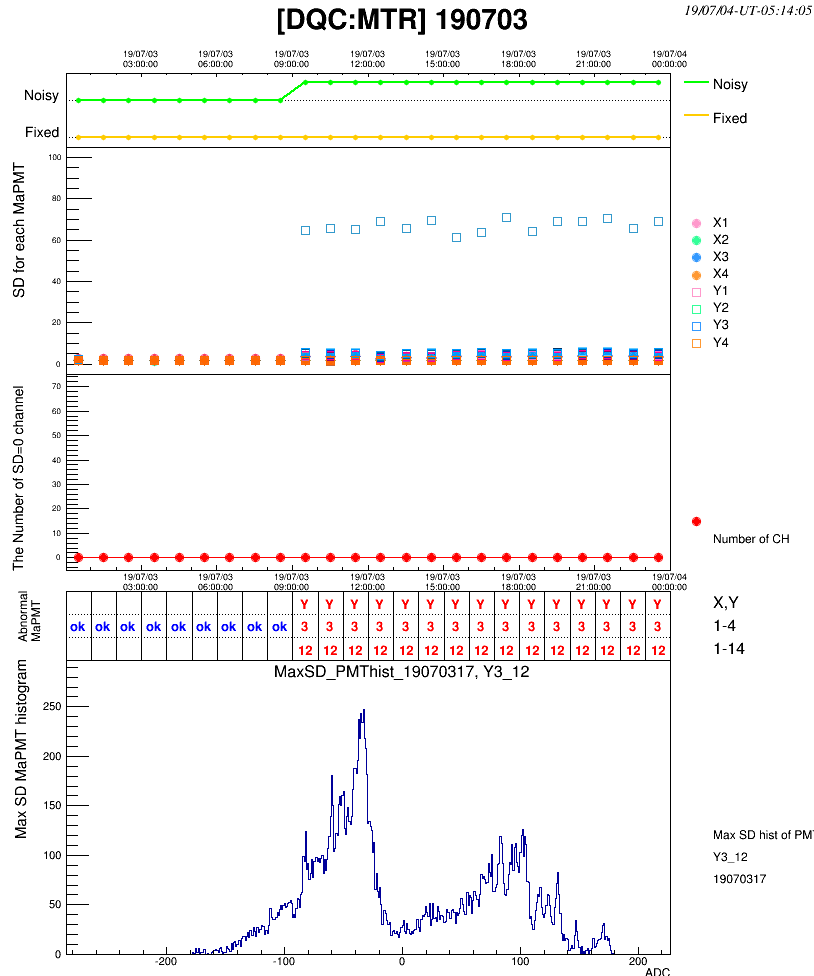 [DQC:MTR] 190703
19/07/04-UT-05:14:05
19/07/03 19/07/03 19/07/03 19/07/03 19/07/03 19/07/03 19/07/03 19/07/04
03:00:00 06:00:00 09:00:00 12:00:00 15:00:00 18:00:00 21:00:00 00:00:00
Noisy
Fixed
Noisy
Fixed
SD for each MaPMT
100
80
60
40
20
0
X1
X2
X3
X4
Y1
Y2
Y3
Y4
The Number of SD=0 channel
70
60
50
40
30
20
10
0
Number of CH
19/07/03 19/07/03 19/07/03 19/07/03 19/07/03 19/07/03 19/07/03 19/07/04
03:00:00 06:00:00 09:00:00 12:00:00 15:00:00 18:00:00 21:00:00 00:00:00
Abnormal
MaPMT
Y Y Y Y Y Y Y Y Y Y Y Y Y Y Y
X,Y
ok ok ok ok ok ok ok ok ok 3 3 3 3 3 3 3 3 3 3 3 3 3 3 3
1-4
12 12 12 12 12 12 12 12 12 12 12 12 12 12 12
1-14
Max SD MaPMT histogram
MaxSD_PMThist_19070317, Y3_12
250
200
150
100
50
0
-200 -100 0 100 200
ADC
Max SD hist of PM
Y3_12
19070317